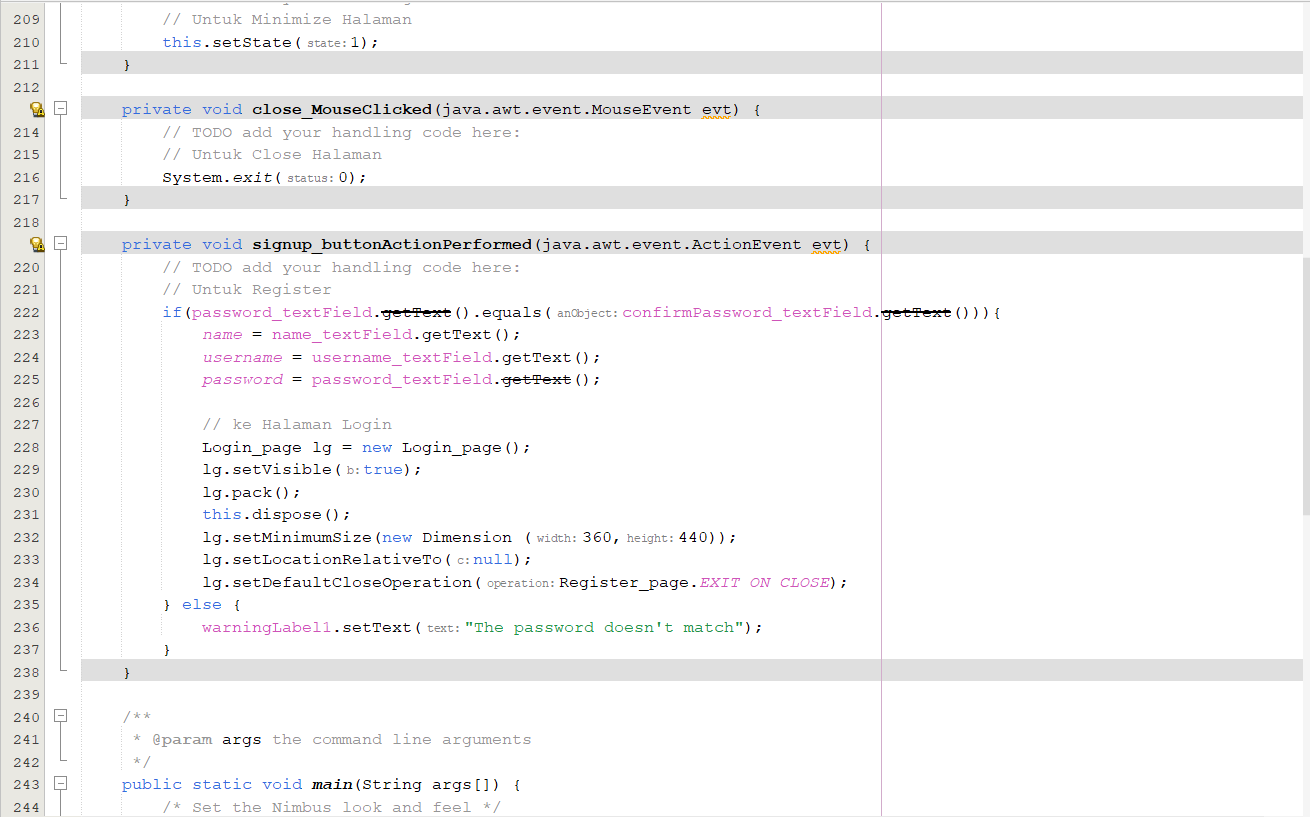 209 // Untuk Minimize Halaman
210 this.setState( state: 1);
211 }
212
private void close_MouseClicked(java.awt.event.MouseEvent evt) {
214 // TODO add your handling code here:
215 // Untuk Close Halaman
216 System.exit( status: 0);
217 }
218
private void signup_buttonActionPerformed(java.awt.event.ActionEvent evt) {
220 // TODO add your handling code here:
221 // Untuk Register
222 if(password_textField.getText().equals( anObject: confirmPassword_textField.getText())){
223 name = name_textField.getText();
224 username = username_textField.getText();
225 password = password_textField.getText();
226
227 // ke Halaman Login
228 Login_page lg = new Login_page();
229 lg.setVisible( b: true);
230 lg.pack();
231 this.dispose();
232 lg.setMinimumSize(new Dimension ( width: 360, height: 440));
233 lg.setLocationRelativeTo( c: null);
234 lg.setDefaultCloseOperation( operation: Register_page.EXIT_ON_CLOSE);
235 } else {
236 warningLabel1.setText( text: "The password doesn't match");
237 }
238 }
239
240 /**
241 * @param args the command line arguments
242 */
243 public static void main(String args[]) {
244 /* Set the Nimbus look and feel */